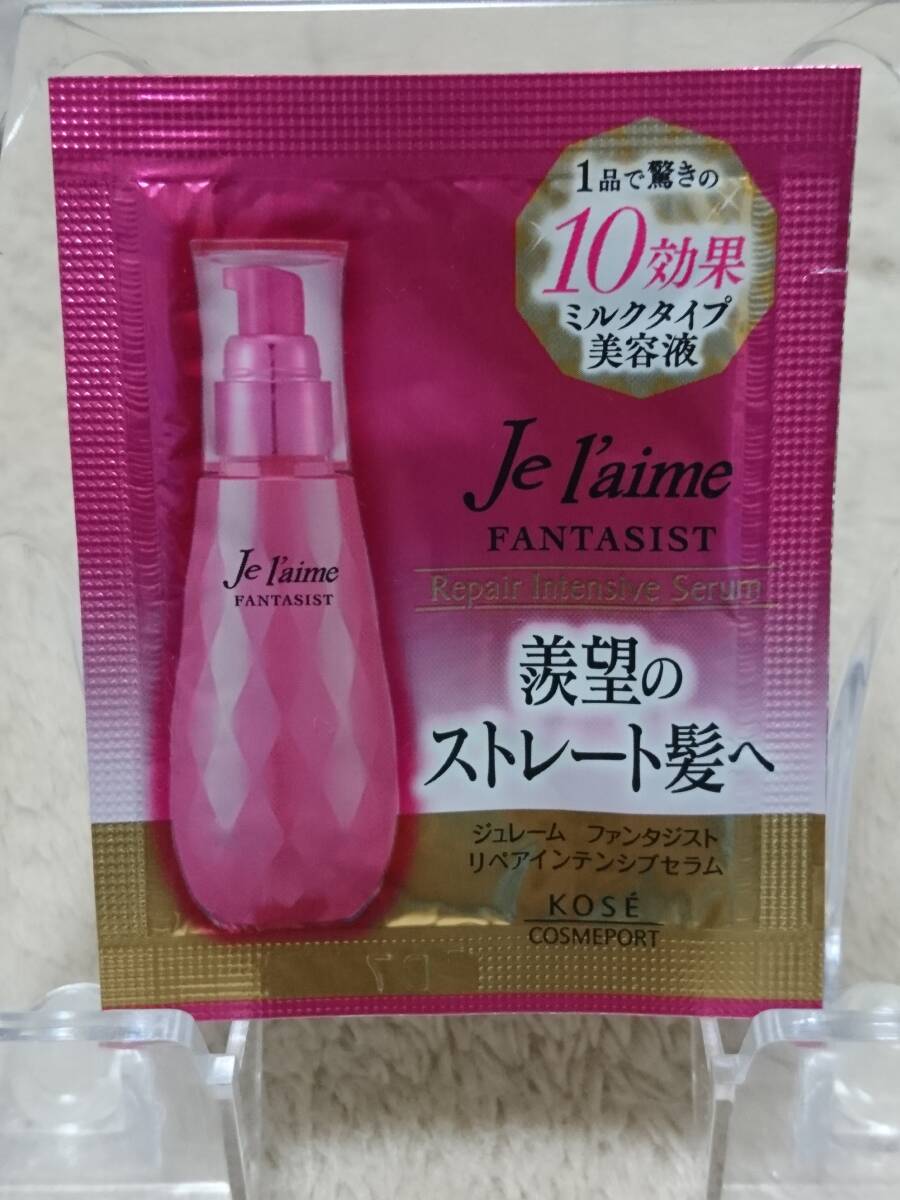 1品で驚きの
10効果
ミルクタイプ
美容液
Je l'aime
FANTASIST
Repair Intensive Serum
羨望の
ストレート髪へ
ジュレーム ファンタジスト
リペアインテンシブセラム
KOSÉ
COSMEPORT
Je l'aime
FANTASIST